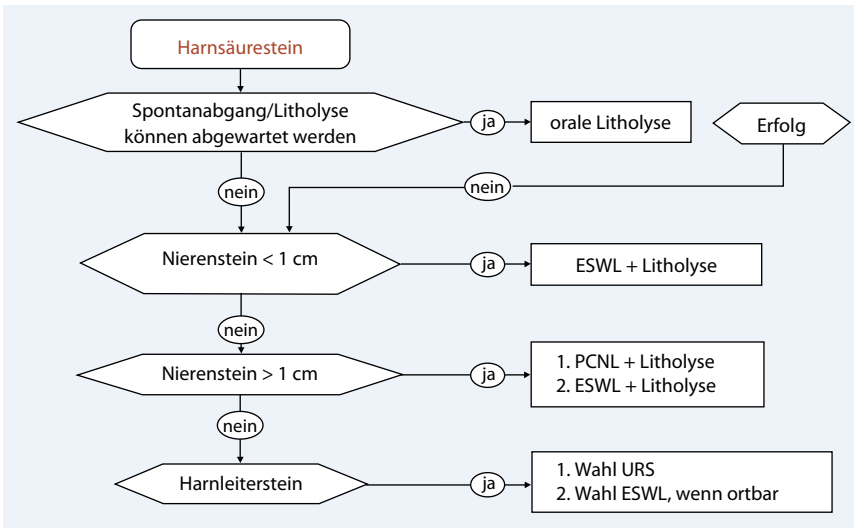 Harnsäurestein
Spontanabgang/Litholyse
können abgewartet werden
ja
orale Litholyse
Erfolg
nein
nein
Nierenstein < 1 cm
ja
ESWL + Litholyse
nein
Nierenstein > 1 cm
ja
1. PCNL + Litholyse
2. ESWL + Litholyse
nein
Harnleiterstein
ja
1. Wahl URS
2. Wahl ESWL, wenn ortbar